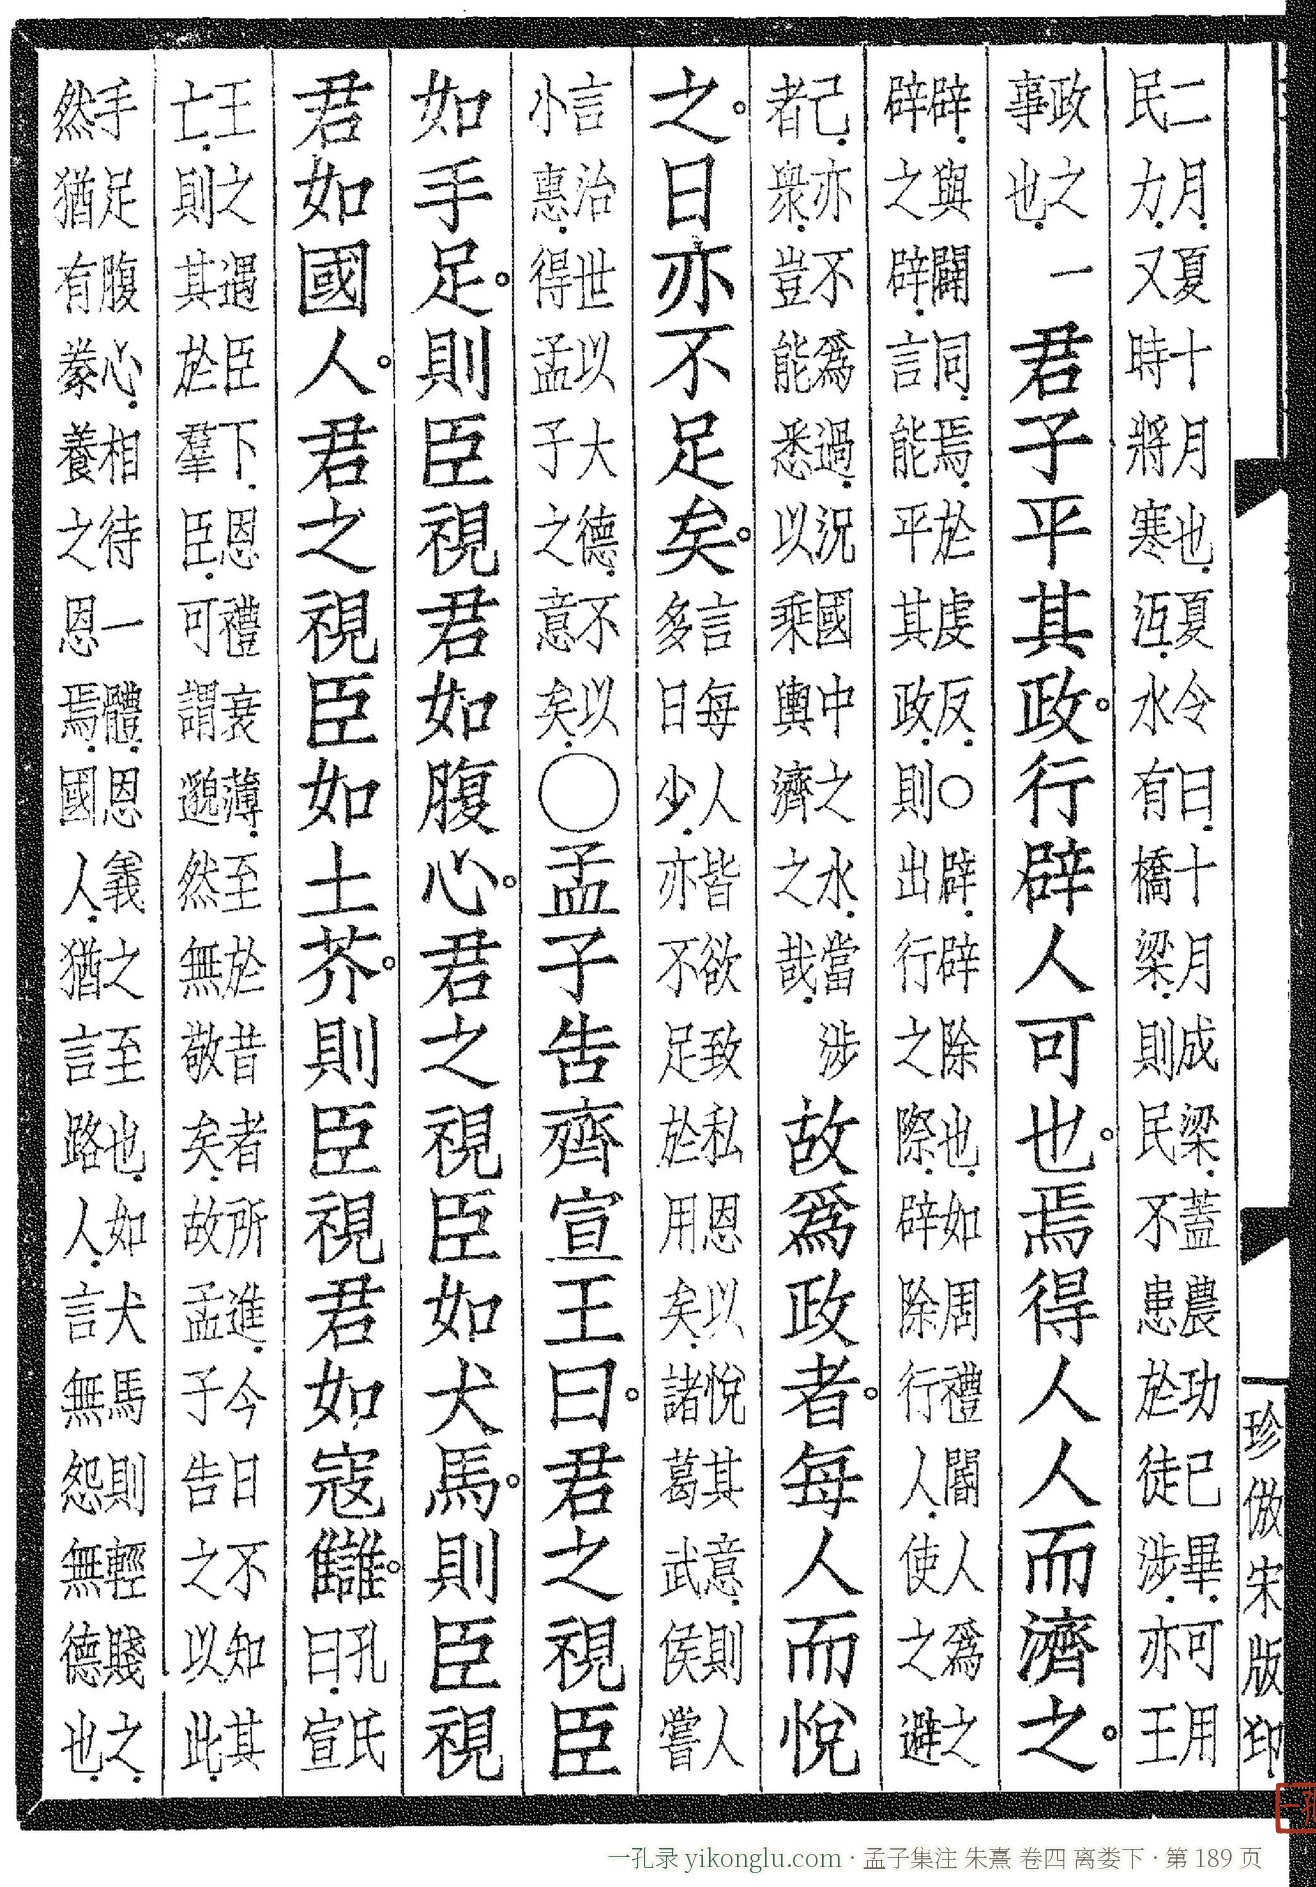 珍倣宋版印
二月。夏十月也。夏令曰。十月成梁。蓋農功已畢。可用
民力。又時將寒沍。水有橋梁。則民不患於徒涉。亦王
政之一
事也。
君子平其政。行辟人可也。焉得人人而濟之。
辟。與闢同。焉。於虔反。○辟。辟除也。如周禮閽人爲之
辟之辟。言能平其政。則出行之際。辟除行人。使之避
己。亦不爲過。況國中之水。當涉
者衆。豈能悉以乘輿濟之哉。
故爲政者。每人而悅
之。日亦不足矣。
言每人皆欲致私恩以悅其意。則人
多日少。亦不足於用矣。諸葛武侯嘗
言治世以大德。不以
小惠。得孟子之意矣。
○孟子告齊宣王曰。君之視臣
如手足。則臣視君如腹心。君之視臣如犬馬。則臣視
君如國人。君之視臣如土芥。則臣視君如寇讎。
孔氏
曰。宣
王之遇臣下。恩禮衰薄。至於昔者所進。今日不知其
亡。則其於羣臣。可謂邈然無敬矣。故孟子告之以此。
手足腹心。相待一體。恩義之至也。如犬馬則輕賤之。
然猶有豢養之恩焉。國人。猶言路人。言無怨無德也。
一孔录 yikonglu.com · 孟子集注 朱熹 卷四 离娄下 · 第 189 页